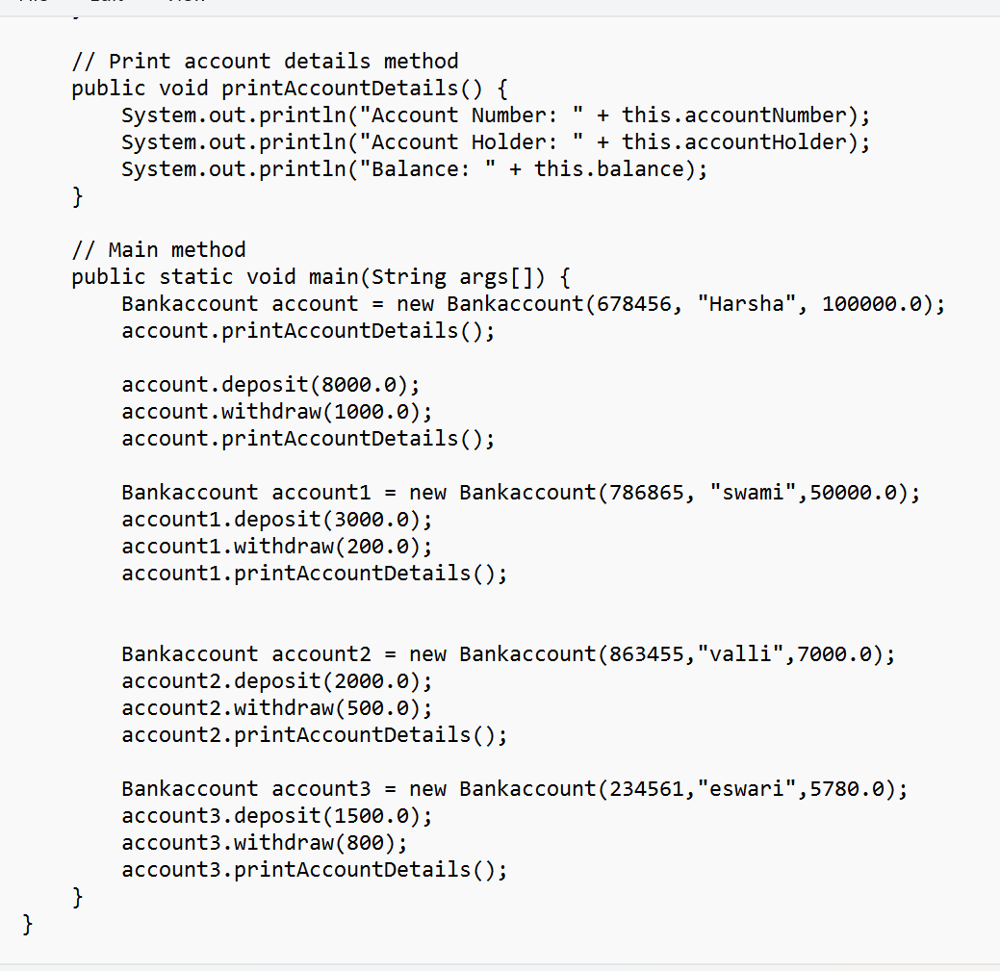 // Print account details method
public void printAccountDetails() {
System.out.println("Account Number: " + this.accountNumber);
System.out.println("Account Holder: " + this.accountHolder);
System.out.println("Balance: " + this.balance);
}
// Main method
public static void main(String args[]) {
Bankaccount account = new Bankaccount(678456, "Harsha", 100000.0);
account.printAccountDetails();
account.deposit(8000.0);
account.withdraw(1000.0);
account.printAccountDetails();
Bankaccount account1 = new Bankaccount(786865, "swami",50000.0);
account1.deposit(3000.0);
account1.withdraw(200.0);
account1.printAccountDetails();
Bankaccount account2 = new Bankaccount(863455,"valli",7000.0);
account2.deposit(2000.0);
account2.withdraw(500.0);
account2.printAccountDetails();
Bankaccount account3 = new Bankaccount(234561,"eswari",5780.0);
account3.deposit(1500.0);
account3.withdraw(800);
account3.printAccountDetails();
}
}